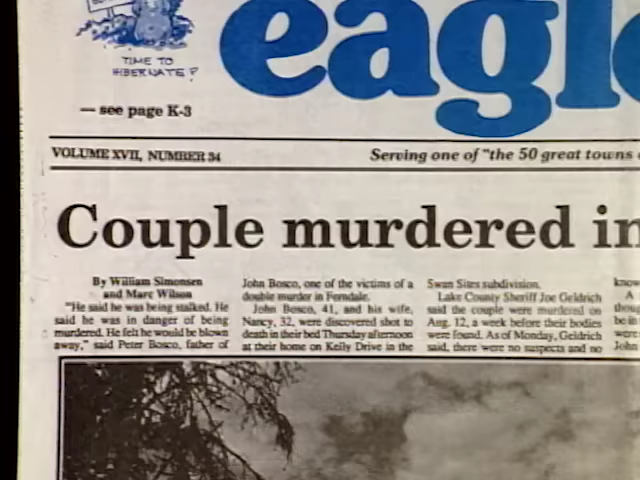 TIME TO
HIBERNATE?
— see page K-3
eagl
VOLUME XVII, NUMBER 34
Serving one of "the 50 great towns
Couple murdered in
By William Simonsen
and Marc Wilson
"He said he was being stalked. He
said he was in danger of being
murdered. He felt he would be blown
away," said Peter Bosco, father of
John Bosco, one of the victims of a
double murder in Ferndale.
John Bosco, 41, and his wife,
Nancy, 32, were discovered shot to
death in their bed Thursday afternoon
at their home on Kelly Drive in the
Swan Sites subdivision.
Lake County Sheriff Joe Geldrich
said the couple were murdered on
Aug. 12, a week before their bodies
were found. As of Monday, Geldrich
said, there were no suspects and no
know
A
thoug
be in
were
John